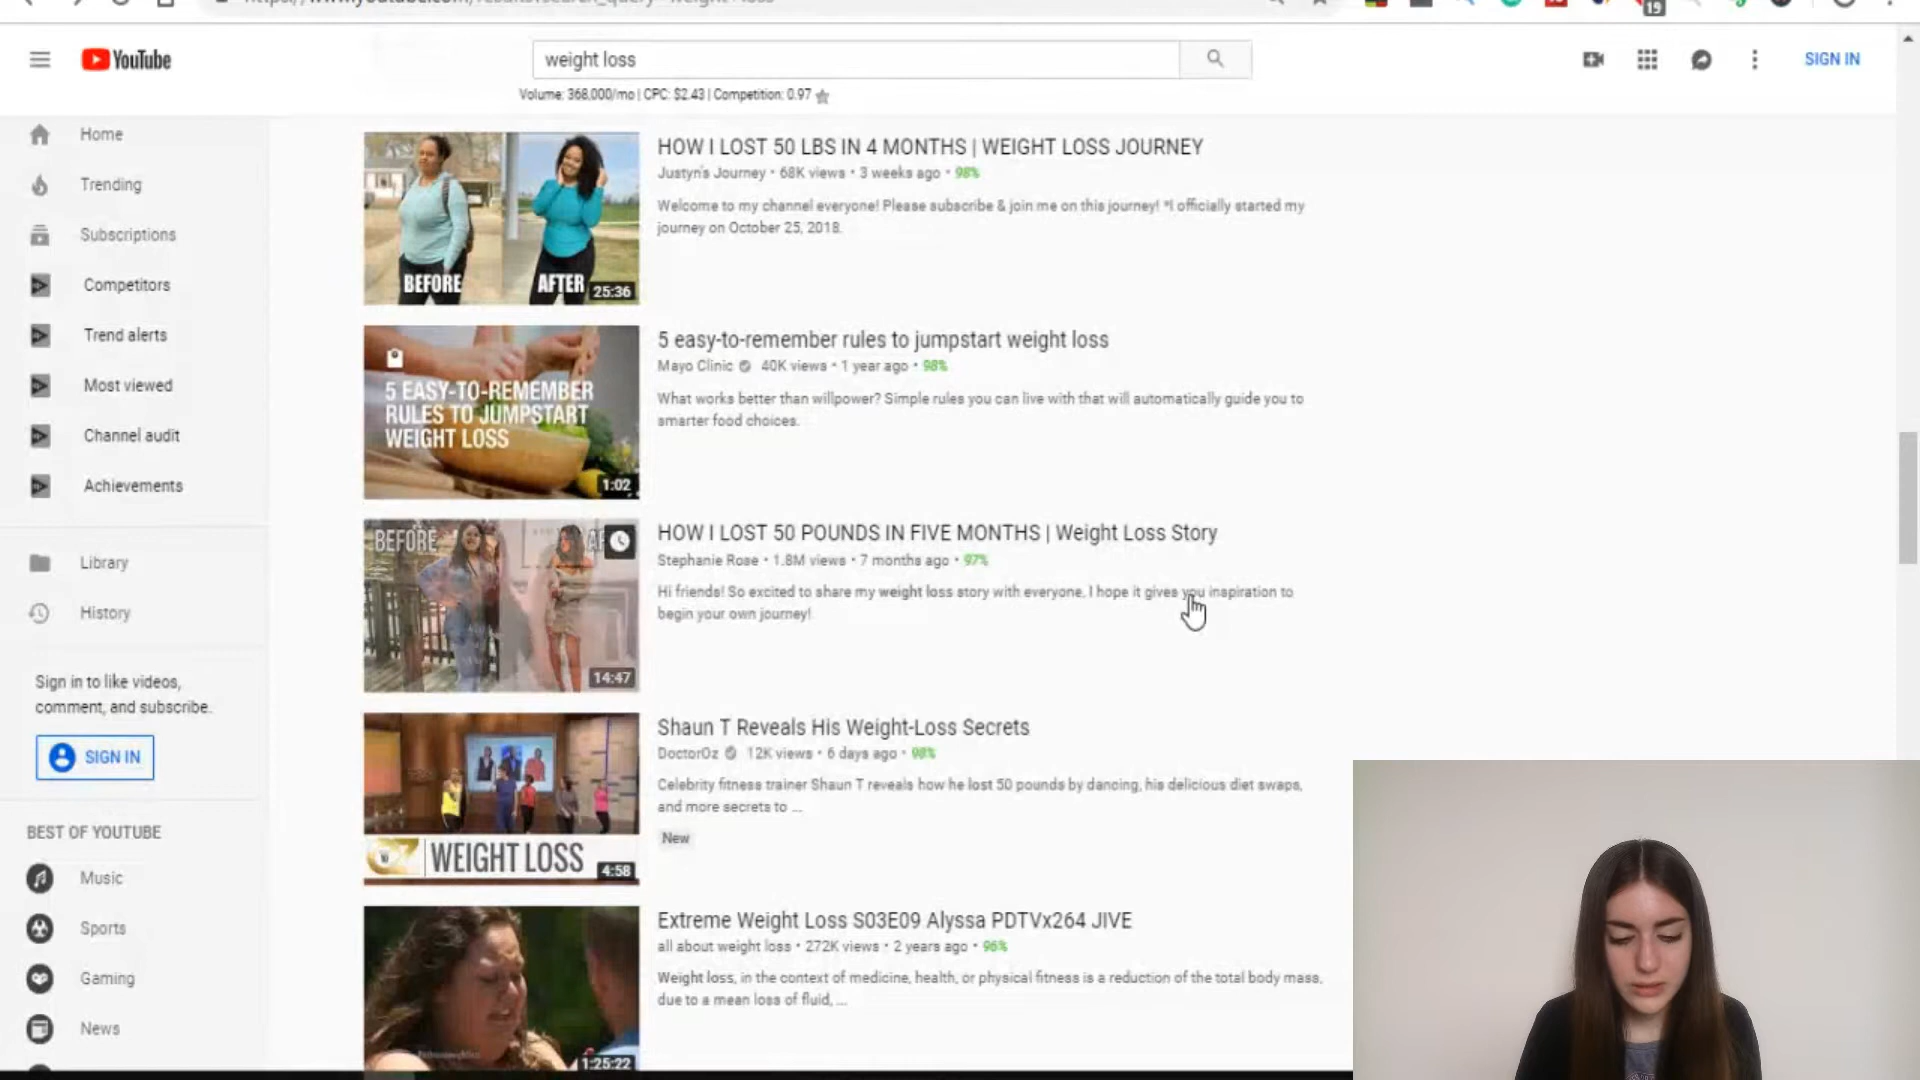 19
YouTube
weight loss
SIGN IN
Volume: 368,000/mo | CPC: $2.43 | Competition: 0.97
Home
Trending
Subscriptions
Competitors
Trend alerts
Most viewed
Channel audit
Achievements
Library
History
Sign in to like videos,
comment, and subscribe.
SIGN IN
BEST OF YOUTUBE
Music
Sports
Gaming
News
BEFORE
AFTER
25:36
HOW I LOST 50 LBS IN 4 MONTHS | WEIGHT LOSS JOURNEY
Justyn's Journey • 68K views • 3 weeks ago • 98%
Welcome to my channel everyone! Please subscribe & join me on this journey! *I officially started my
journey on October 25, 2018.
5 EASY-TO-REMEMBER
RULES TO JUMPSTART
WEIGHT LOSS
1:02
5 easy-to-remember rules to jumpstart weight loss
Mayo Clinic 40K views • 1 year ago • 98%
What works better than willpower? Simple rules you can live with that will automatically guide you to
smarter food choices.
BEFORE
14:47
HOW I LOST 50 POUNDS IN FIVE MONTHS | Weight Loss Story
Stephanie Rose • 1.8M views • 7 months ago • 97%
Hi friends! So excited to share my weight loss story with everyone, I hope it gives you inspiration to
begin your own journey!
WEIGHT LOSS
4:58
Shaun T Reveals His Weight-Loss Secrets
DoctorOz 12K views • 6 days ago • 98%
Celebrity fitness trainer Shaun T reveals how he lost 50 pounds by dancing, his delicious diet swaps,
and more secrets to ...
New
1:25:22
Extreme Weight Loss S03E09 Alyssa PDTVx264 JIVE
all about weight loss • 272K views • 2 years ago • 96%
Weight loss, in the context of medicine, health, or physical fitness is a reduction of the total body mass,
due to a mean loss of fluid, ...